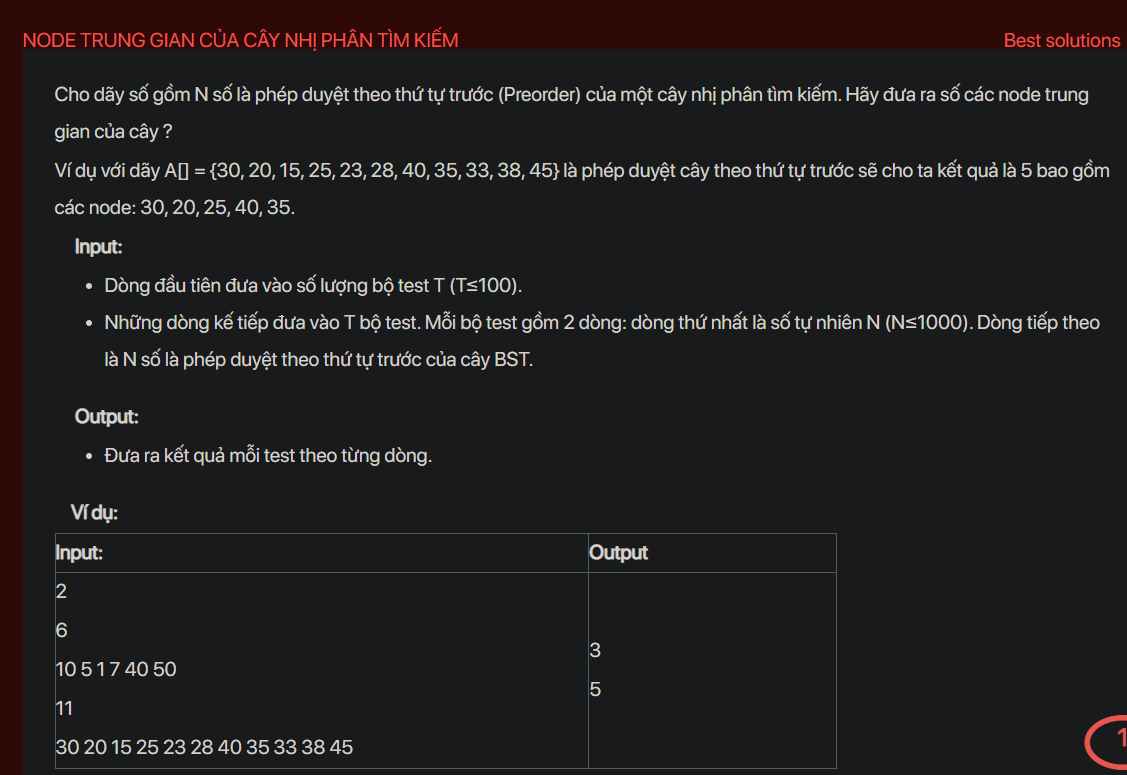 NODE TRUNG GIAN CỦA CÂY NHỊ PHÂN TÌM KIẾM
Best solutions
Cho dãy số gồm N số là phép duyệt theo thứ tự trước (Preorder) của một cây nhị phân tìm kiếm. Hãy đưa ra số các node trung
gian của cây ?
Ví dụ với dãy A[] = {30, 20, 15, 25, 23, 28, 40, 35, 33, 38, 45} là phép duyệt cây theo thứ tự trước sẽ cho ta kết quả là 5 bao gồm
các node: 30, 20, 25, 40, 35.
Input:
• Dòng đầu tiên đưa vào số lượng bộ test T (T≤100).
• Những dòng kế tiếp đưa vào T bộ test. Mỗi bộ test gồm 2 dòng: dòng thứ nhất là số tự nhiên N (N≤1000). Dòng tiếp theo
là N số là phép duyệt theo thứ tự trước của cây BST.
Output:
• Đưa ra kết quả mỗi test theo từng dòng.
Ví dụ:
Input:
2
6
10 5 1 7 40 50
11
30 20 15 25 23 28 40 35 33 38 45
Output
3
5
1